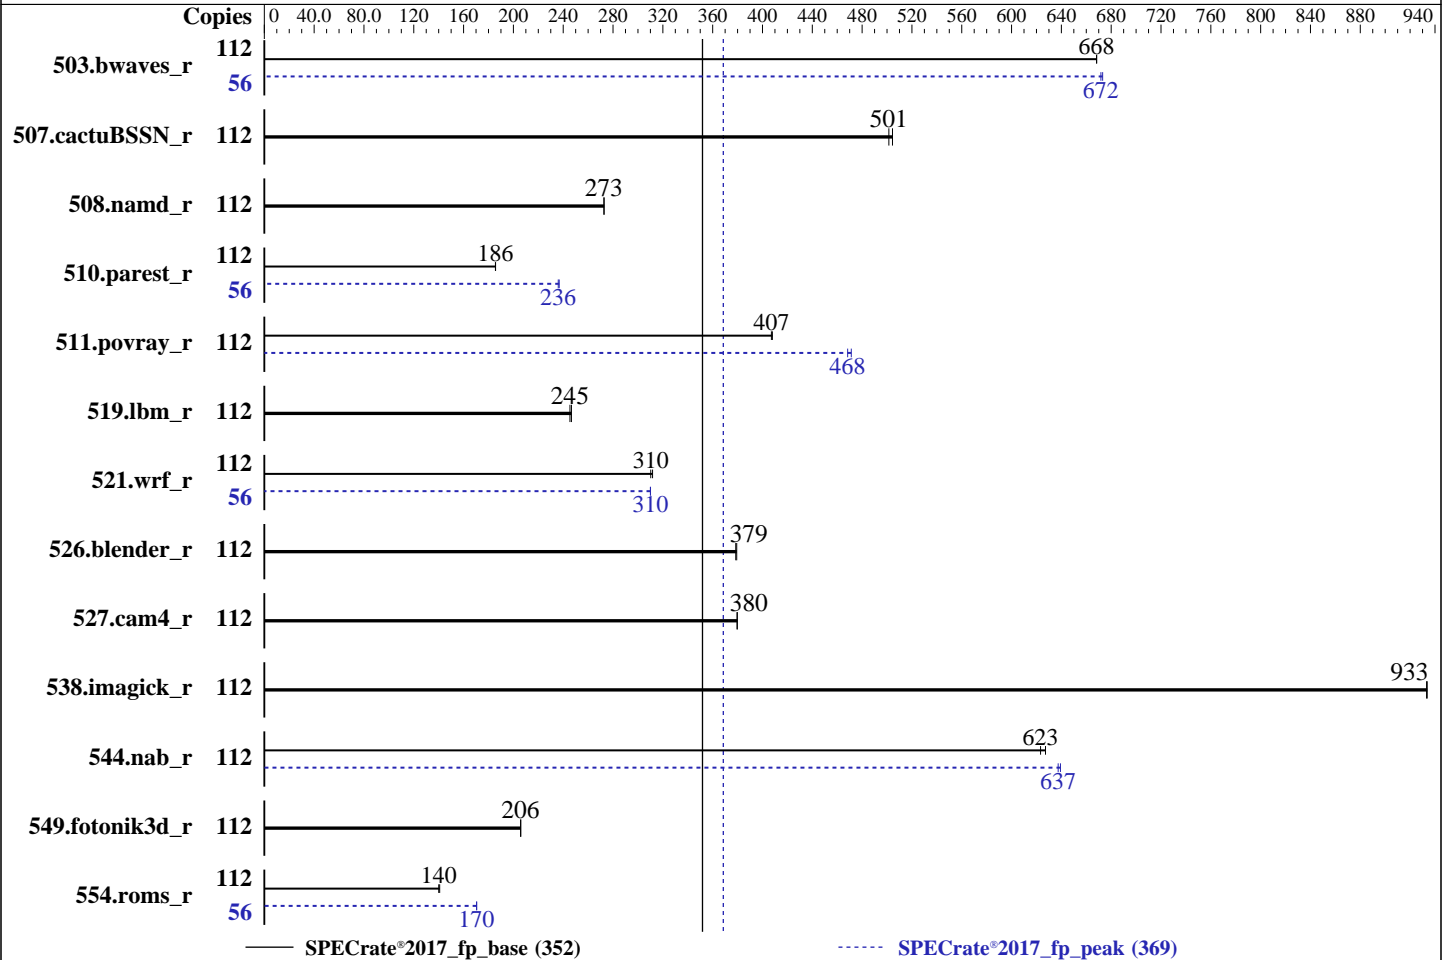 Copies 0 40.0 80.0 120 160 200 240 280 320 360 400 440 480 520 560 600 640 680 720 760 800 840 880 940
503.bwaves_r 112 668
56 672
507.cactuBSSN_r 112 501
508.namd_r 112 273
510.parest_r 112 186
56 236
511.povray_r 112 407
468
519.lbm_r 112 245
521.wrf_r 112 310
56 310
526.blender_r 112 379
527.cam4_r 112 380
538.imagick_r 112 933
544.nab_r 112 623
637
549.fotonik3d_r 112 206
554.roms_r 112 140
56 170
SPECrate®2017_fp_base (352) SPECrate®2017_fp_peak (369)